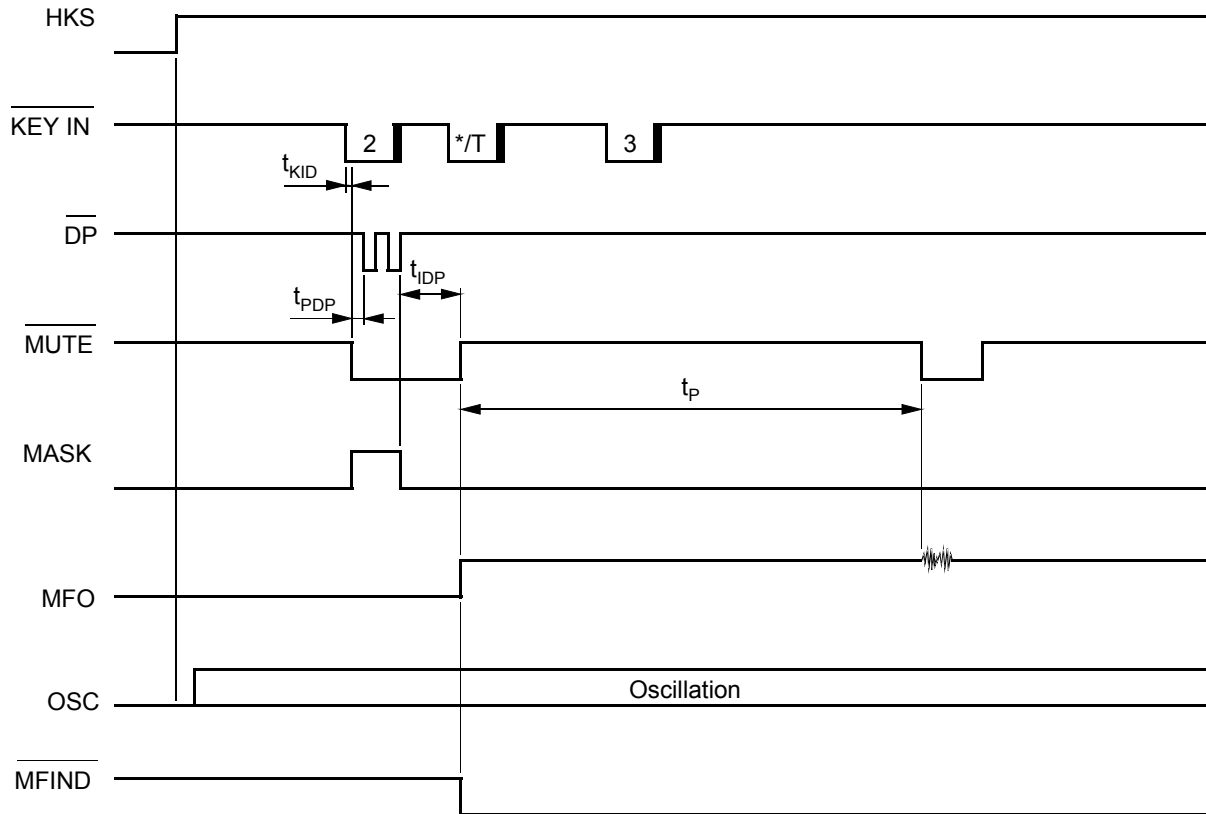 HKS
KEY IN
2
*/T
3
tKID
DP
tIDP
tPDP
MUTE
tP
MASK
MFO
Oscillation
OSC
MFIND